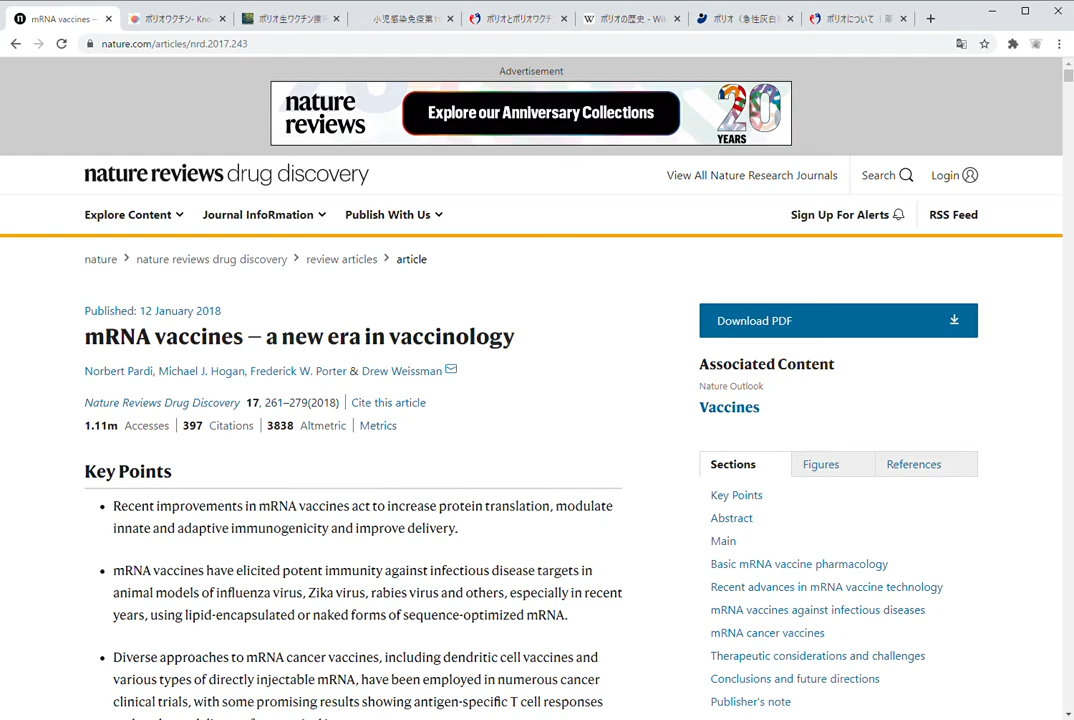 mRNA vaccines —
ポリオワクチン- Kno
ポリオ生ワクチン獲
小児感染免疫第1
ポリオとポリオワクチ
ポリオの歴史 - Wik
ポリオ（急性灰白
ポリオについて｜厚
nature.com/articles/nrd.2017.243
Advertisement
nature reviews
Explore our Anniversary Collections
20 YEARS
nature reviews drug discovery
View All Nature Research Journals
Search
Login
Explore Content
Journal InfoRmation
Publish With Us
Sign Up For Alerts
RSS Feed
nature > nature reviews drug discovery > review articles > article
Published: 12 January 2018
mRNA vaccines — a new era in vaccinology
Norbert Pardi, Michael J. Hogan, Frederick W. Porter & Drew Weissman
Nature Reviews Drug Discovery 17, 261–279(2018) | Cite this article
1.11m Accesses | 397 Citations | 3838 Altmetric | Metrics
Key Points
• Recent improvements in mRNA vaccines act to increase protein translation, modulate
innate and adaptive immunogenicity and improve delivery.
• mRNA vaccines have elicited potent immunity against infectious disease targets in
animal models of influenza virus, Zika virus, rabies virus and others, especially in recent
years, using lipid-encapsulated or naked forms of sequence-optimized mRNA.
• Diverse approaches to mRNA cancer vaccines, including dendritic cell vaccines and
various types of directly injectable mRNA, have been employed in numerous cancer
clinical trials, with some promising results showing antigen-specific T cell responses
Download PDF
Associated Content
Nature Outlook
Vaccines
Sections
Figures
References
Key Points
Abstract
Main
Basic mRNA vaccine pharmacology
Recent advances in mRNA vaccine technology
mRNA vaccines against infectious diseases
mRNA cancer vaccines
Therapeutic considerations and challenges
Conclusions and future directions
Publisher's note